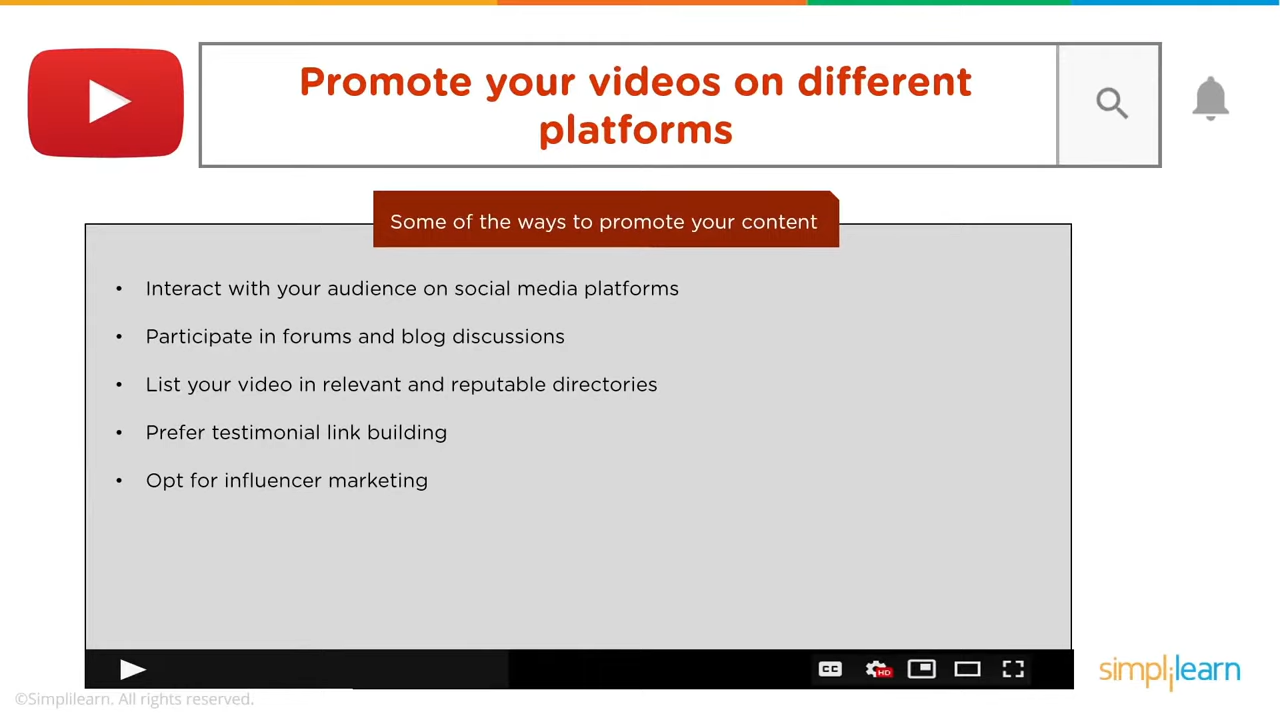 Promote your videos on different
platforms
Some of the ways to promote your content
• Interact with your audience on social media platforms
• Participate in forums and blog discussions
• List your video in relevant and reputable directories
• Prefer testimonial link building
• Opt for influencer marketing
CC
HD
simplilearn
©Simplilearn. All rights reserved.